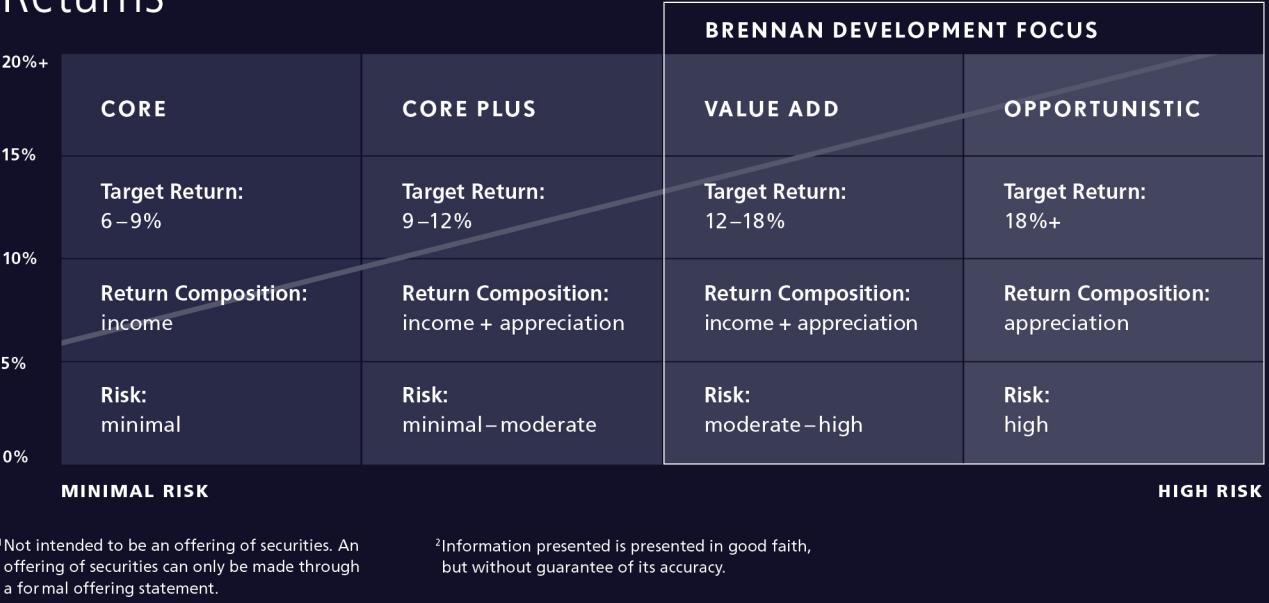 Returns
BRENNAN DEVELOPMENT FOCUS
20%+
CORE
CORE PLUS
VALUE ADD
OPPORTUNISTIC
15%
Target Return:
6–9%
Target Return:
9–12%
Target Return:
12–18%
Target Return:
18%+
10%
Return Composition:
income
Return Composition:
income + appreciation
Return Composition:
income + appreciation
Return Composition:
appreciation
5%
Risk:
minimal
Risk:
minimal–moderate
Risk:
moderate–high
Risk:
high
0%
MINIMAL RISK
HIGH RISK
¹Not intended to be an offering of securities. An
offering of securities can only be made through
a formal offering statement.
²Information presented is presented in good faith,
but without guarantee of its accuracy.